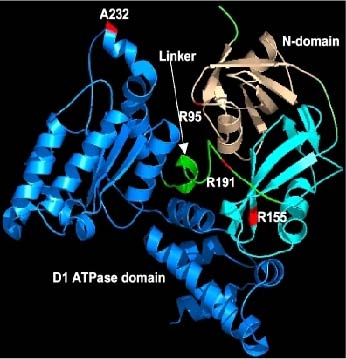 A232
Linker
N-domain
R95
R191
R155
D1 ATPase domain